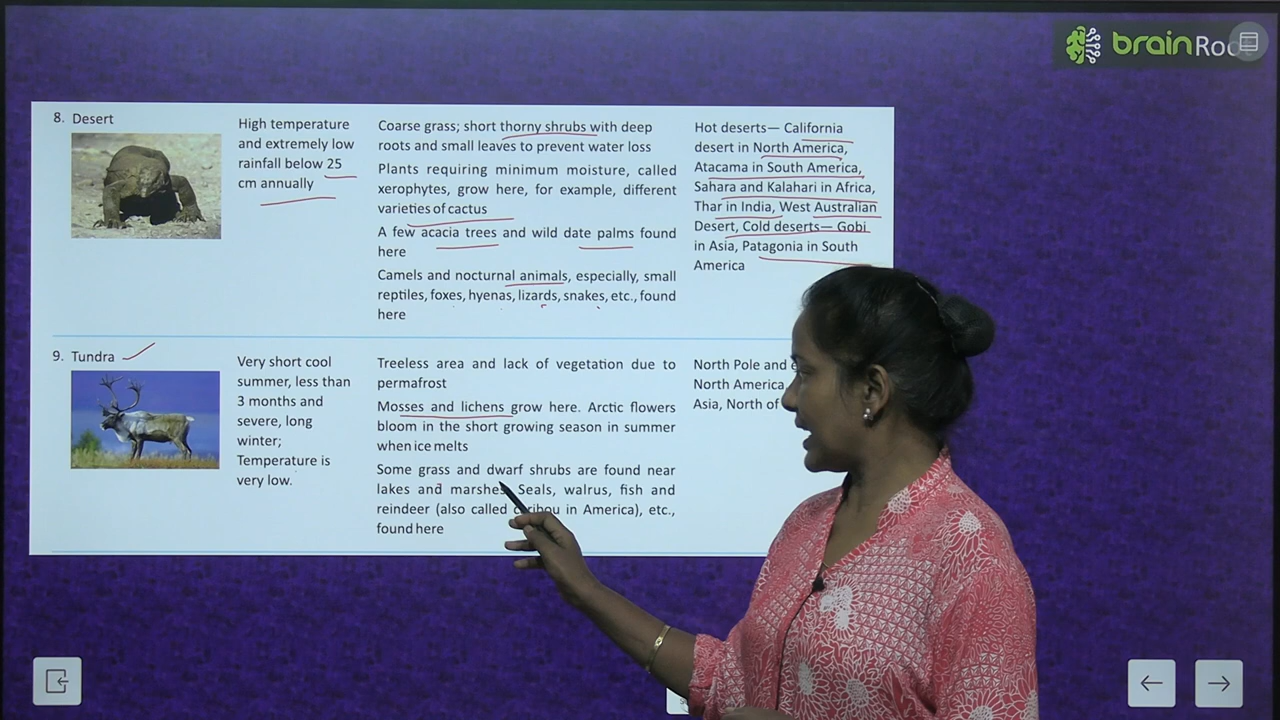 brainRo
8. Desert
High temperature
and extremely low
rainfall below 25
cm annually
Coarse grass; short thorny shrubs with deep
roots and small leaves to prevent water loss
Plants requiring minimum moisture, called
xerophytes, grow here, for example, different
varieties of cactus
A few acacia trees and wild date palms found
here
Camels and nocturnal animals, especially, small
reptiles, foxes, hyenas, lizards, snakes, etc., found
here
Hot deserts— California
desert in North America,
Atacama in South America,
Sahara and Kalahari in Africa,
Thar in India, West Australian
Desert, Cold deserts— Gobi
in Asia, Patagonia in South
America
9. Tundra
Very short cool
summer, less than
3 months and
severe, long
winter;
Temperature is
very low.
Treeless area and lack of vegetation due to
permafrost
Mosses and lichens grow here. Arctic flowers
bloom in the short growing season in summer
when ice melts
Some grass and dwarf shrubs are found near
lakes and marshes. Seals, walrus, fish and
reindeer (also called caribou in America), etc.,
found here
North Pole and
North America
Asia, North of